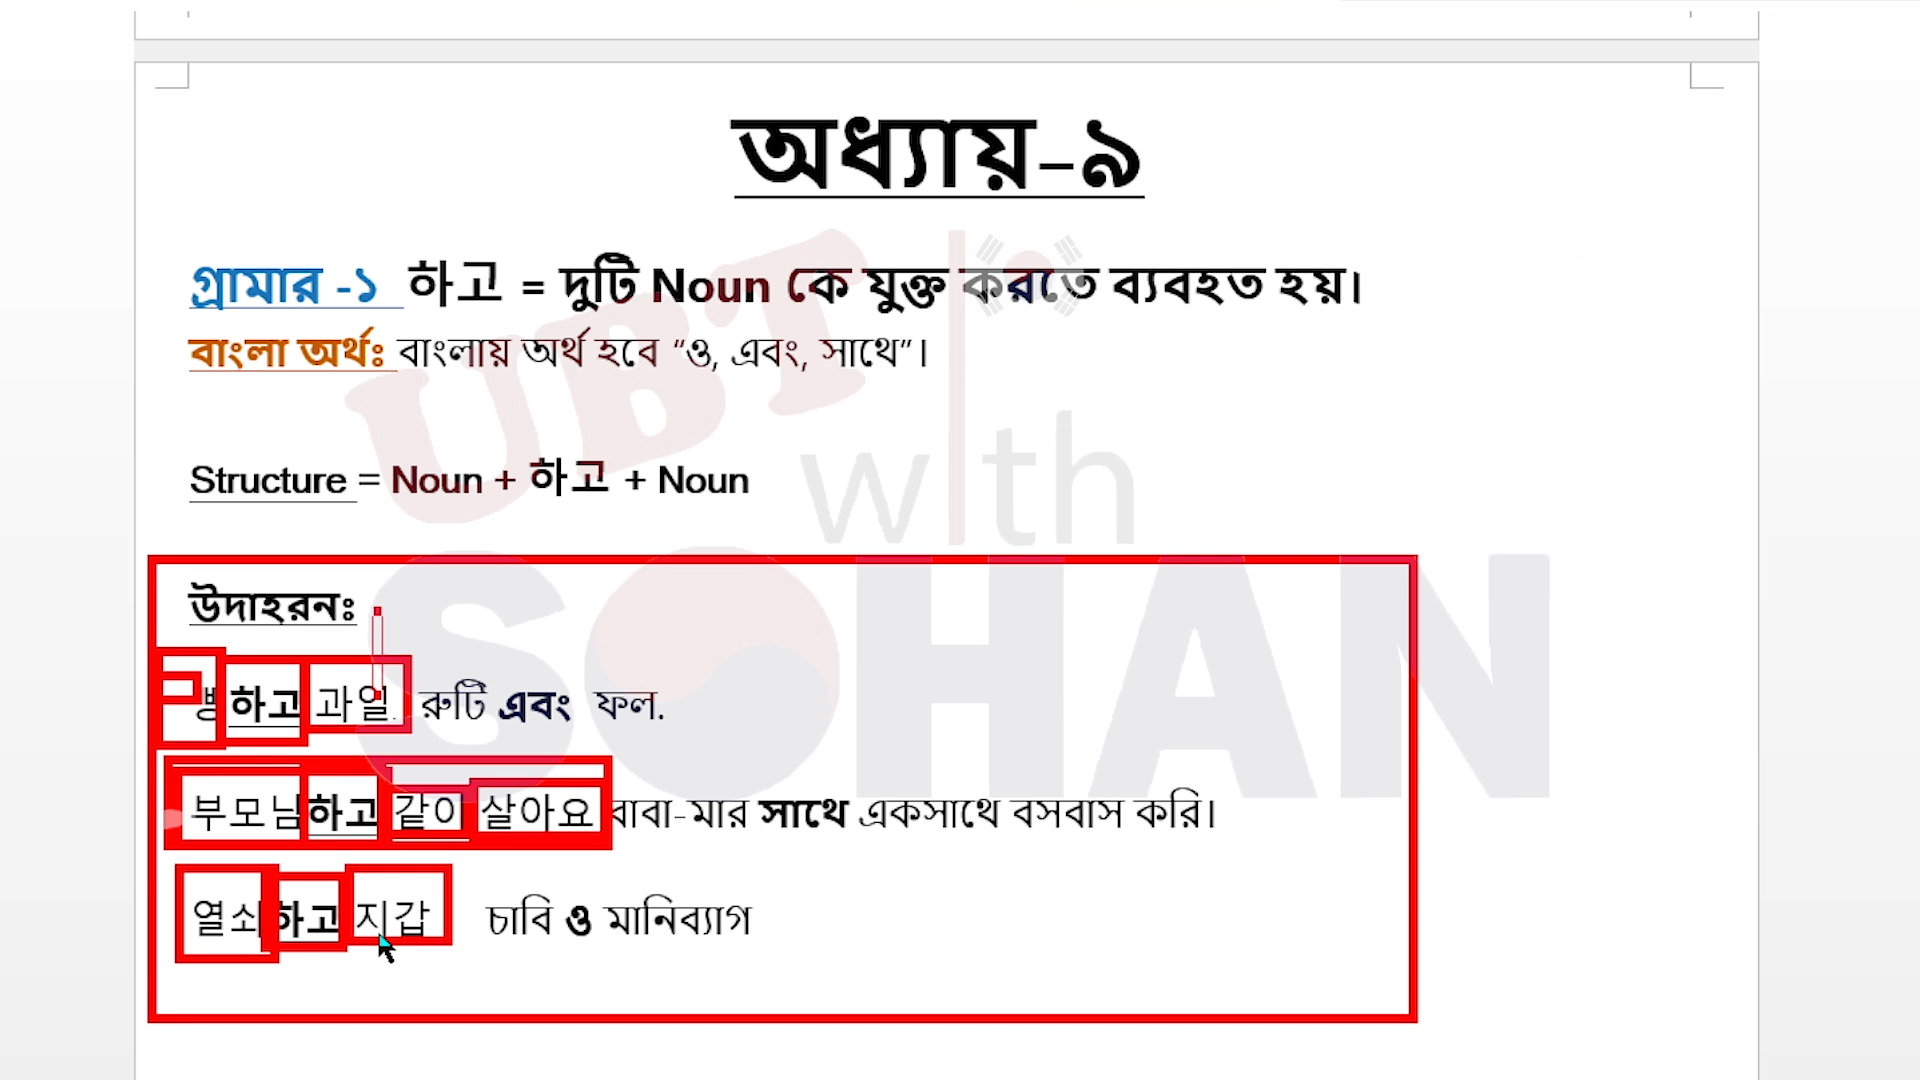 অধ্যায়–৯
গ্রামার -১ 하고 = দুটি Noun কে যুক্ত করতে ব্যবহত হয়।
বাংলা অর্থঃ বাংলায় অর্থ হবে “ও, এবং, সাথে”।
Structure = Noun + 하고 + Noun
উদাহরনঃ
하고 과일. রুটি এবং ফল.
부모님하고 같이 살아요 বাবা-মার সাথে একসাথে বসবাস করি।
열쇠하고 지갑 চাবি ও মানিব্যাগ
UBT with SOHAN